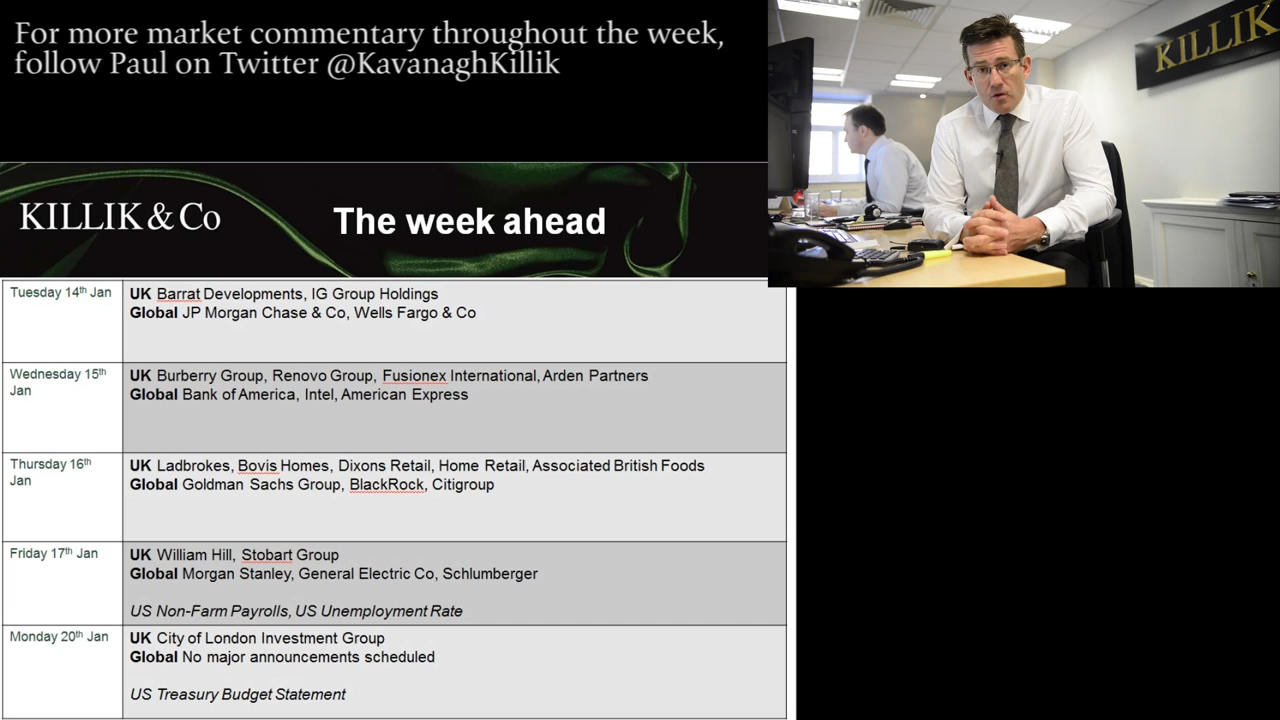 For more market commentary throughout the week,
follow Paul on Twitter @KavanaghKillik
KILLIK
KILLIK & Co
The week ahead
Tuesday 14th Jan
UK Barrat Developments, IG Group Holdings
Global JP Morgan Chase & Co, Wells Fargo & Co
Wednesday 15th
Jan
UK Burberry Group, Renovo Group, Fusionex International, Arden Partners
Global Bank of America, Intel, American Express
Thursday 16th
Jan
UK Ladbrokes, Bovis Homes, Dixons Retail, Home Retail, Associated British Foods
Global Goldman Sachs Group, BlackRock, Citigroup
Friday 17th Jan
UK William Hill, Stobart Group
Global Morgan Stanley, General Electric Co, Schlumberger
US Non-Farm Payrolls, US Unemployment Rate
Monday 20th Jan
UK City of London Investment Group
Global No major announcements scheduled
US Treasury Budget Statement